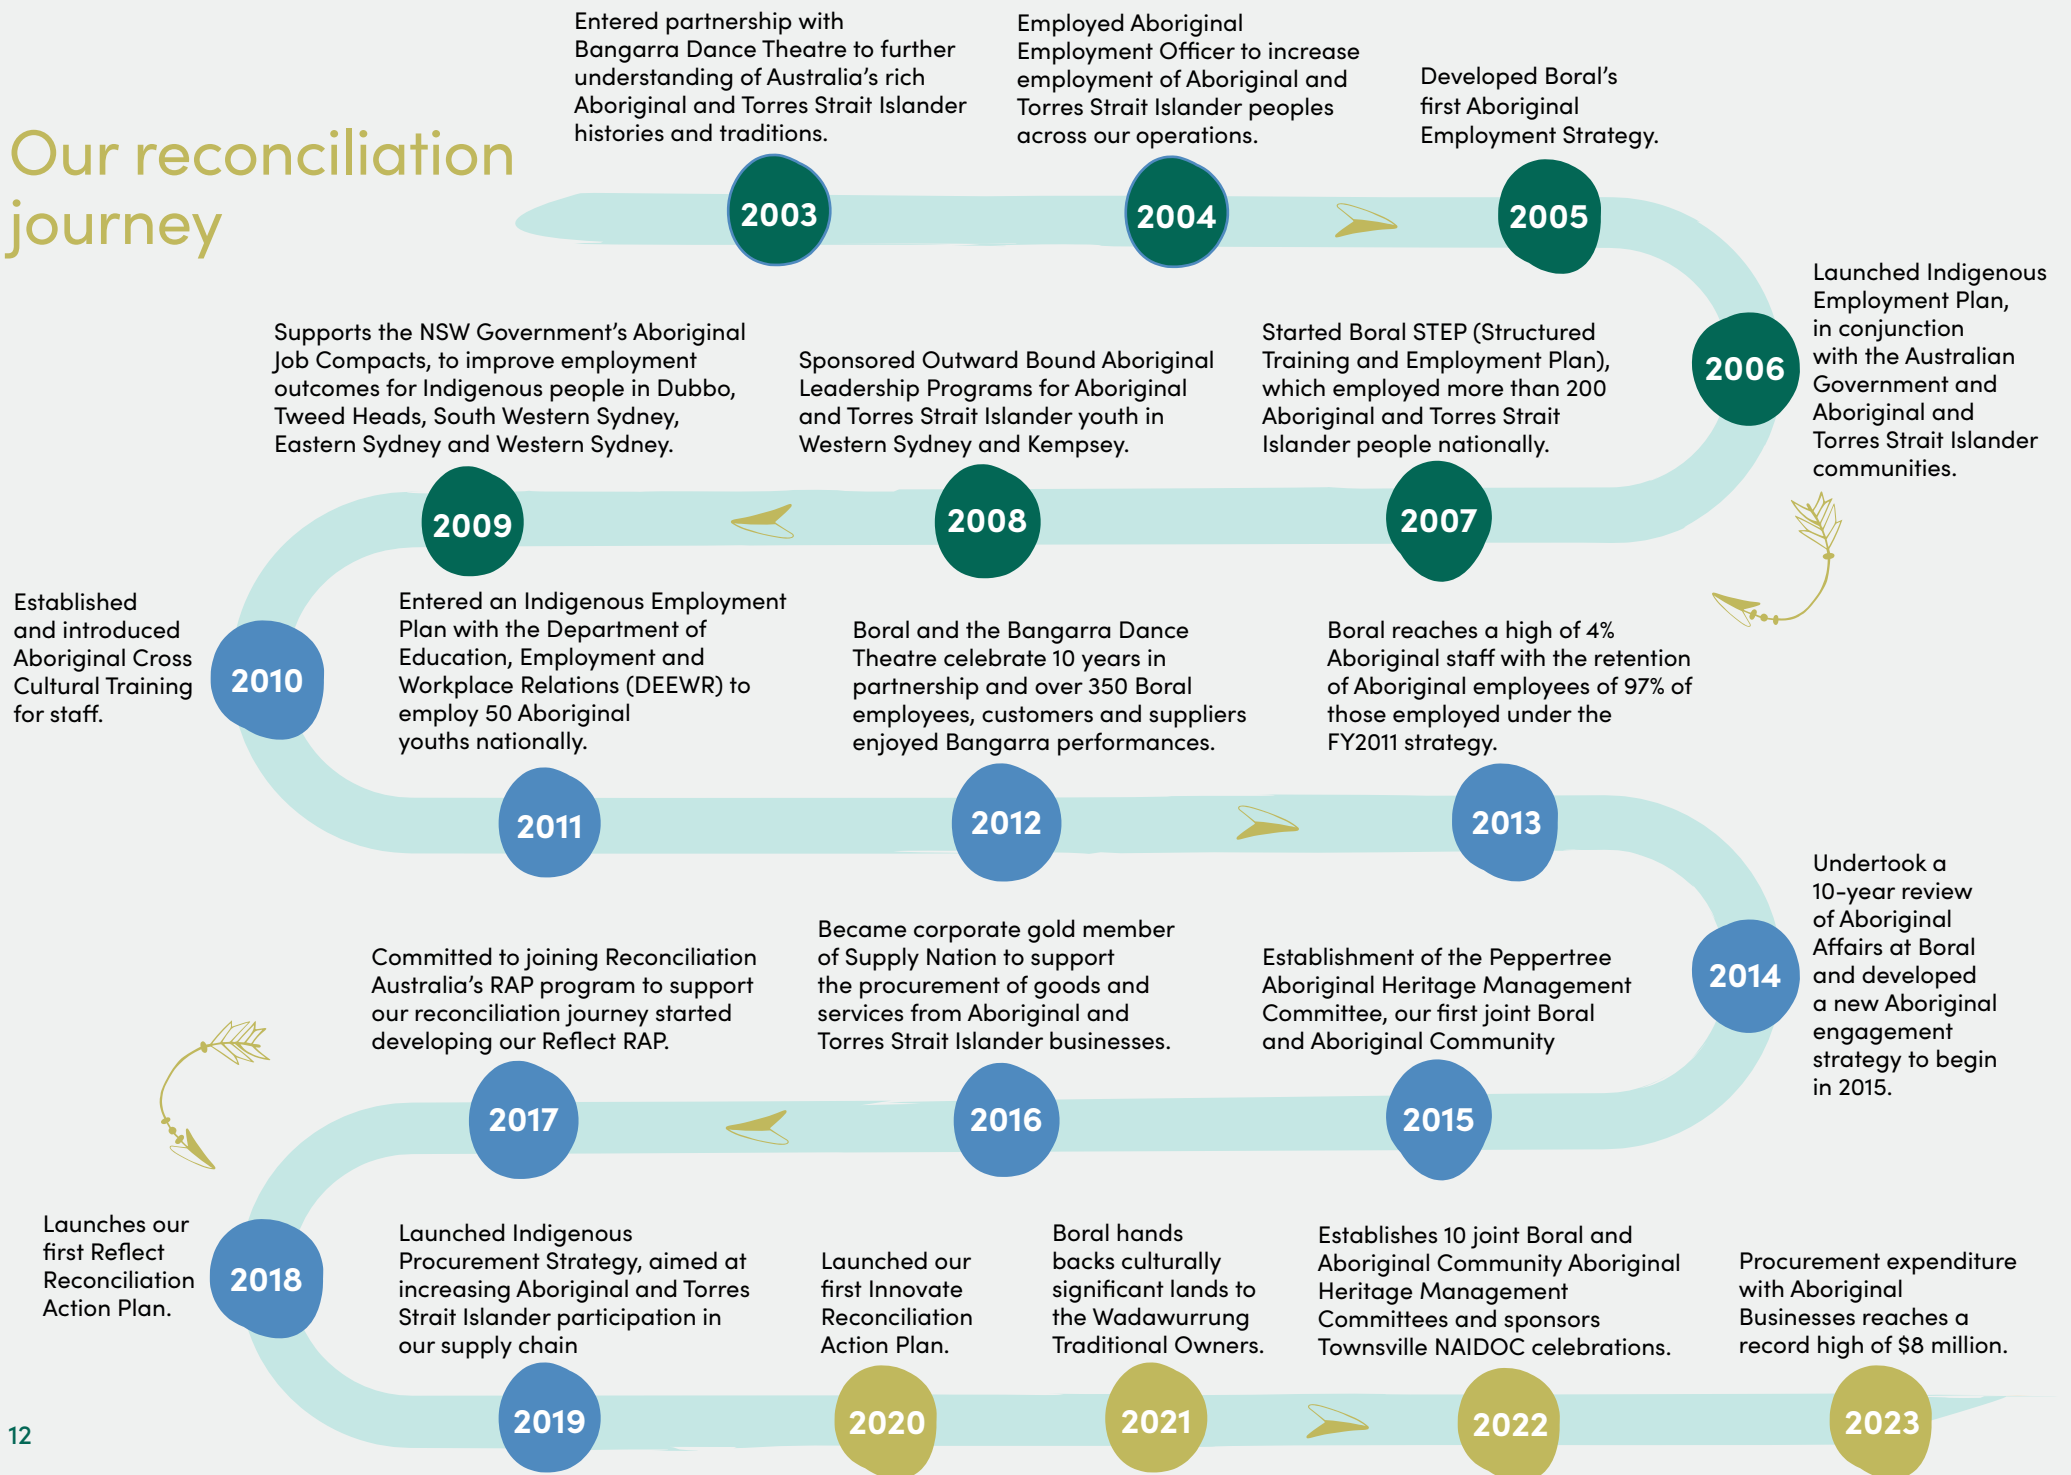 Our reconciliation
journey
Entered partnership with
Bangarra Dance Theatre to further
understanding of Australia's rich
Aboriginal and Torres Strait Islander
histories and traditions.
2003
Employed Aboriginal
Employment Officer to increase
employment of Aboriginal and
Torres Strait Islander peoples
across our operations.
2004
Developed Boral's
first Aboriginal
Employment Strategy.
2005
Launched Indigenous
Employment Plan,
in conjunction
with the Australian
Government and
Aboriginal and
Torres Strait Islander
communities.
2006
Started Boral STEP (Structured
Training and Employment Plan),
which employed more than 200
Aboriginal and Torres Strait
Islander people nationally.
2007
Sponsored Outward Bound Aboriginal
Leadership Programs for Aboriginal
and Torres Strait Islander youth in
Western Sydney and Kempsey.
2008
Supports the NSW Government's Aboriginal
Job Compacts, to improve employment
outcomes for Indigenous people in Dubbo,
Tweed Heads, South Western Sydney,
Eastern Sydney and Western Sydney.
2009
Established
and introduced
Aboriginal Cross
Cultural Training
for staff.
2010
Entered an Indigenous Employment
Plan with the Department of
Education, Employment and
Workplace Relations (DEEWR) to
employ 50 Aboriginal
youths nationally.
2011
Boral and the Bangarra Dance
Theatre celebrate 10 years in
partnership and over 350 Boral
employees, customers and suppliers
enjoyed Bangarra performances.
2012
Boral reaches a high of 4%
Aboriginal staff with the retention
of Aboriginal employees of 97% of
those employed under the
FY2011 strategy.
2013
Undertook a
10-year review
of Aboriginal
Affairs at Boral
and developed
a new Aboriginal
engagement
strategy to begin
in 2015.
2014
Establishment of the Peppertree
Aboriginal Heritage Management
Committee, our first joint Boral
and Aboriginal Community
2015
Became corporate gold member
of Supply Nation to support
the procurement of goods and
services from Aboriginal and
Torres Strait Islander businesses.
2016
Committed to joining Reconciliation
Australia's RAP program to support
our reconciliation journey started
developing our Reflect RAP.
2017
Launches our
first Reflect
Reconciliation
Action Plan.
2018
Launched Indigenous
Procurement Strategy, aimed at
increasing Aboriginal and Torres
Strait Islander participation in
our supply chain
2019
Launched our
first Innovate
Reconciliation
Action Plan.
2020
Boral hands
backs culturally
significant lands to
the Wadawurrung
Traditional Owners.
2021
Establishes 10 joint Boral and
Aboriginal Community Aboriginal
Heritage Management
Committees and sponsors
Townsville NAIDOC celebrations.
2022
Procurement expenditure
with Aboriginal
Businesses reaches a
record high of $8 million.
2023
12